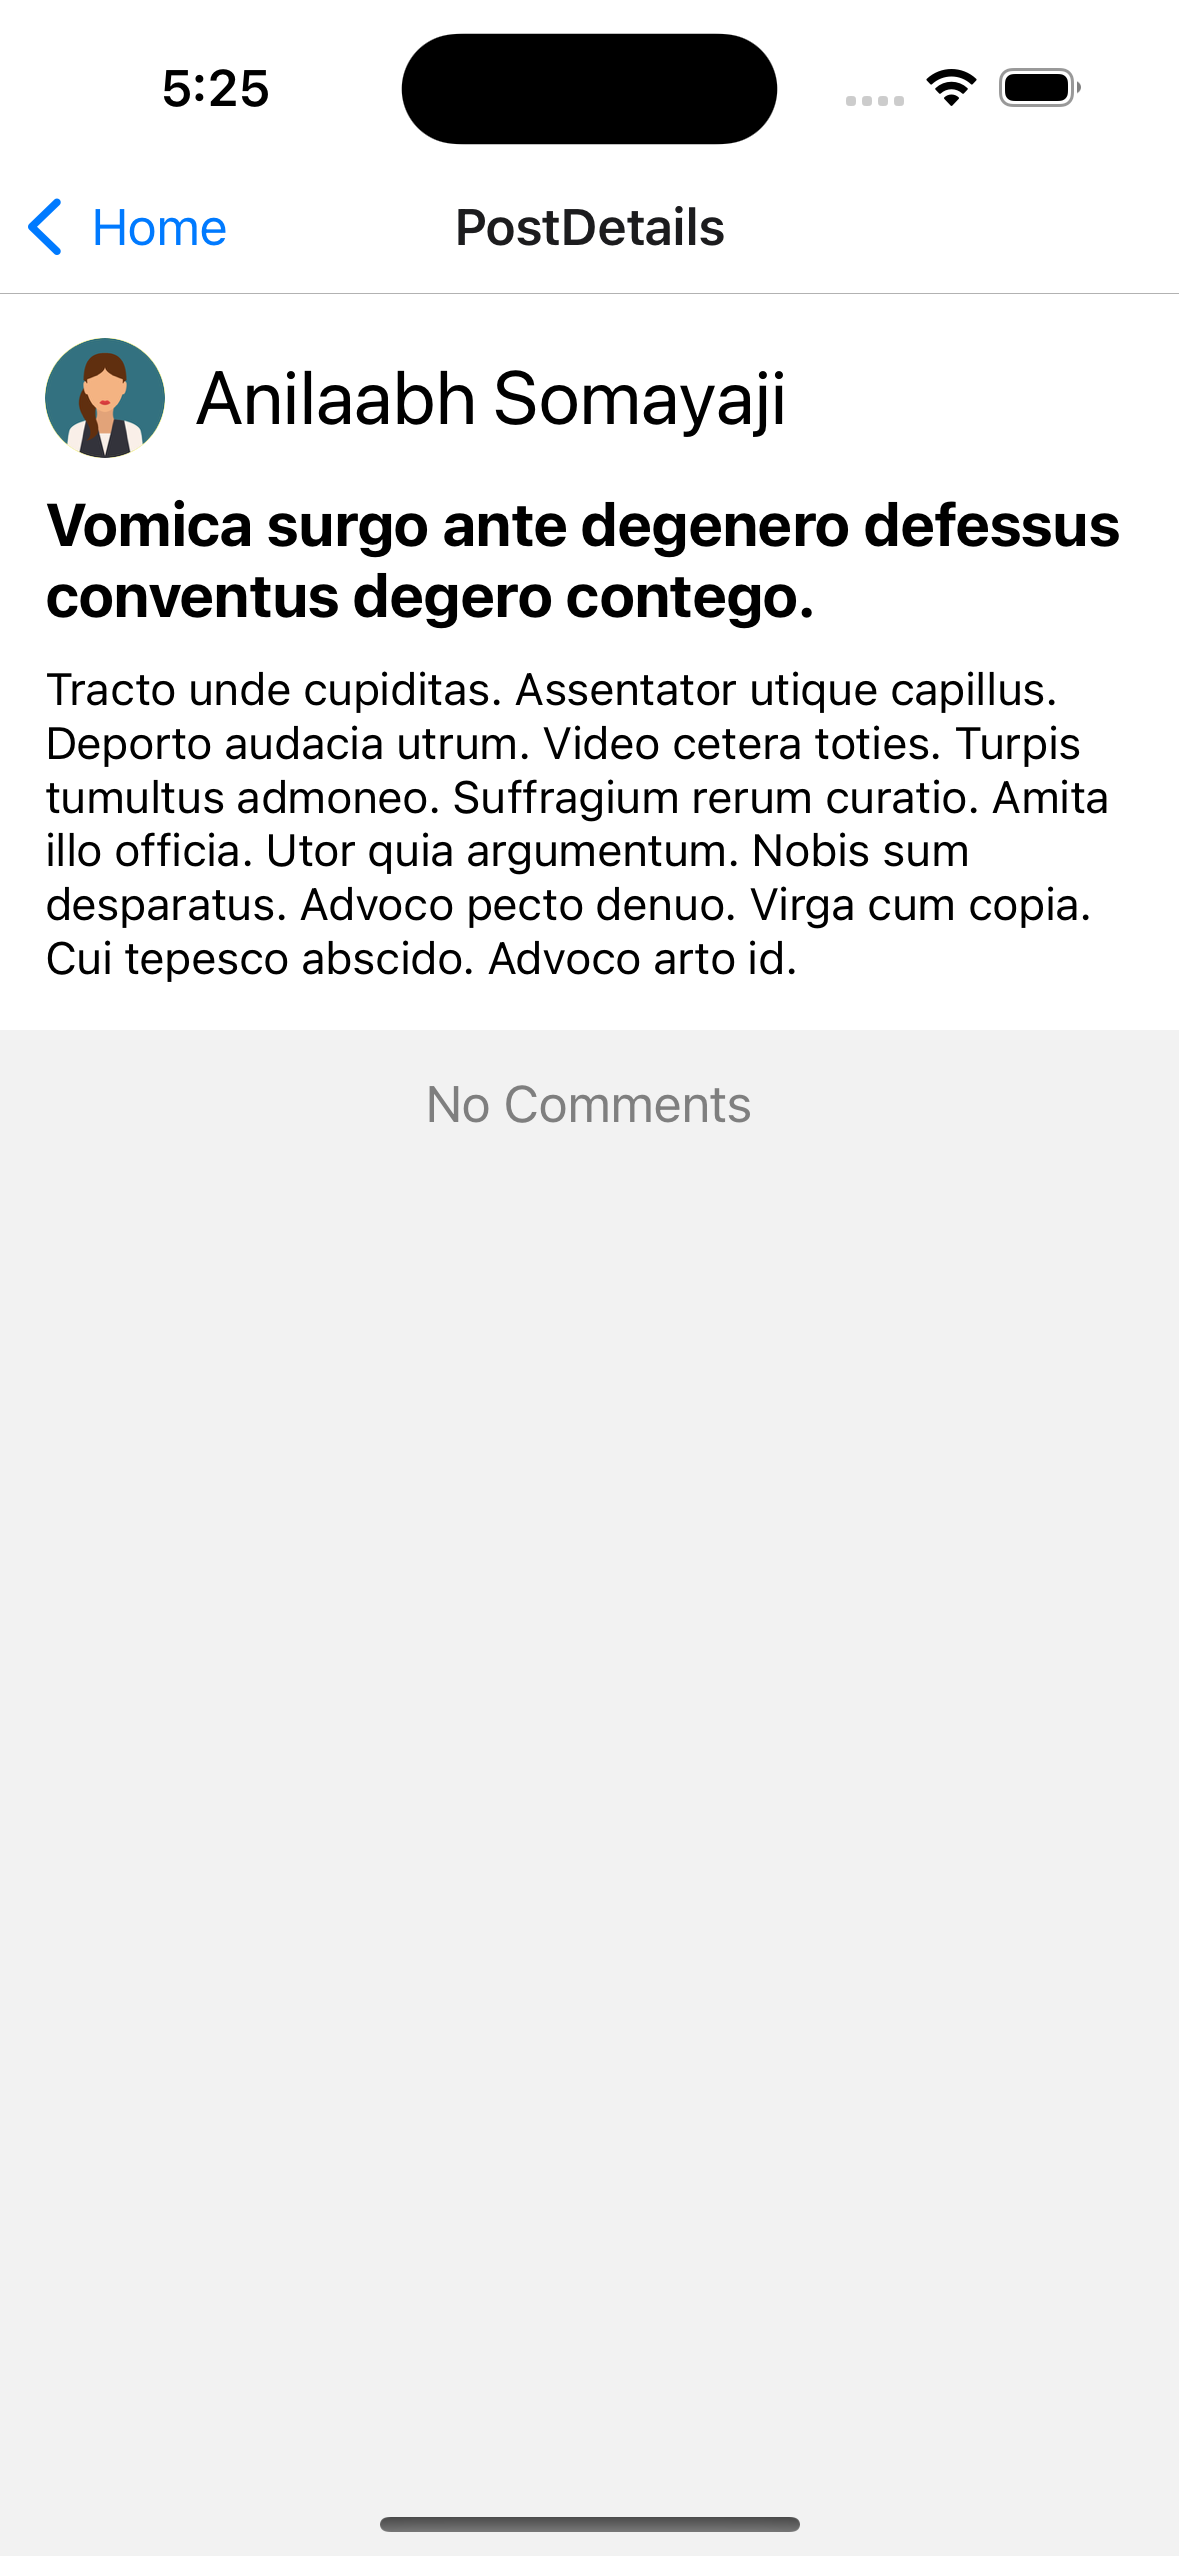 5:25
Home
PostDetails
Anilaabh Somayaji
Vomica surgo ante degenero defessus
conventus degero contego.
Tracto unde cupiditas. Assentator utique capillus.
Deporto audacia utrum. Video cetera toties. Turpis
tumultus admoneo. Suffragium rerum curatio. Amita
illo officia. Utor quia argumentum. Nobis sum
desparatus. Advoco pecto denuo. Virga cum copia.
Cui tepesco abscido. Advoco arto id.
No Comments